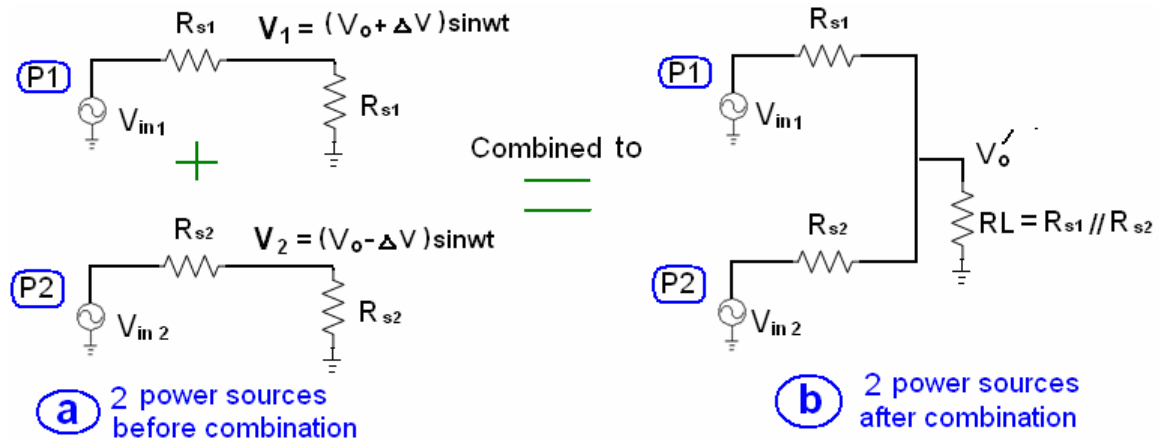 Rs1
V1 = (Vo + ΔV)sinwt
P1
Vin1
Rs1
+
Rs2
V2 = (Vo - ΔV)sinwt
P2
Vin 2
Rs2
a 2 power sources
before combination
Combined to
=
Rs1
P1
Vin1
Vo′
Rs2
RL = Rs1 // Rs2
P2
Vin 2
b 2 power sources
after combination